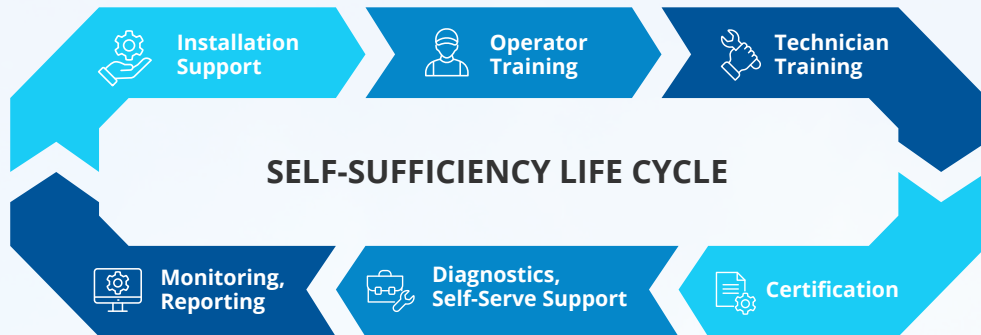 Installation
Support
Operator
Training
Technician
Training
SELF-SUFFICIENCY LIFE CYCLE
Monitoring,
Reporting
Diagnostics,
Self-Serve Support
Certification